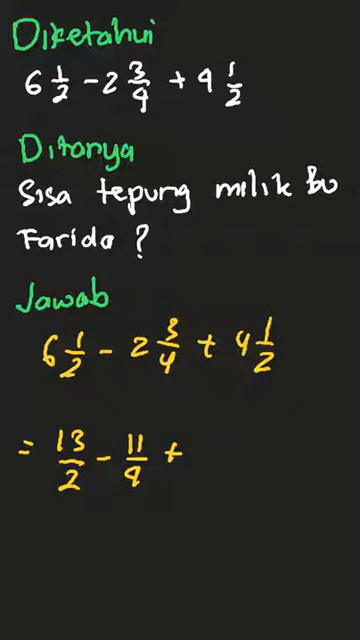 Diketahui
6 1/2 - 2 3/4 + 4 1/2
Ditanya
Sisa tepung milik bu
Farida ?
Jawab
6 1/2 - 2 3/4 + 4 1/2
= 13/2 - 11/4 +